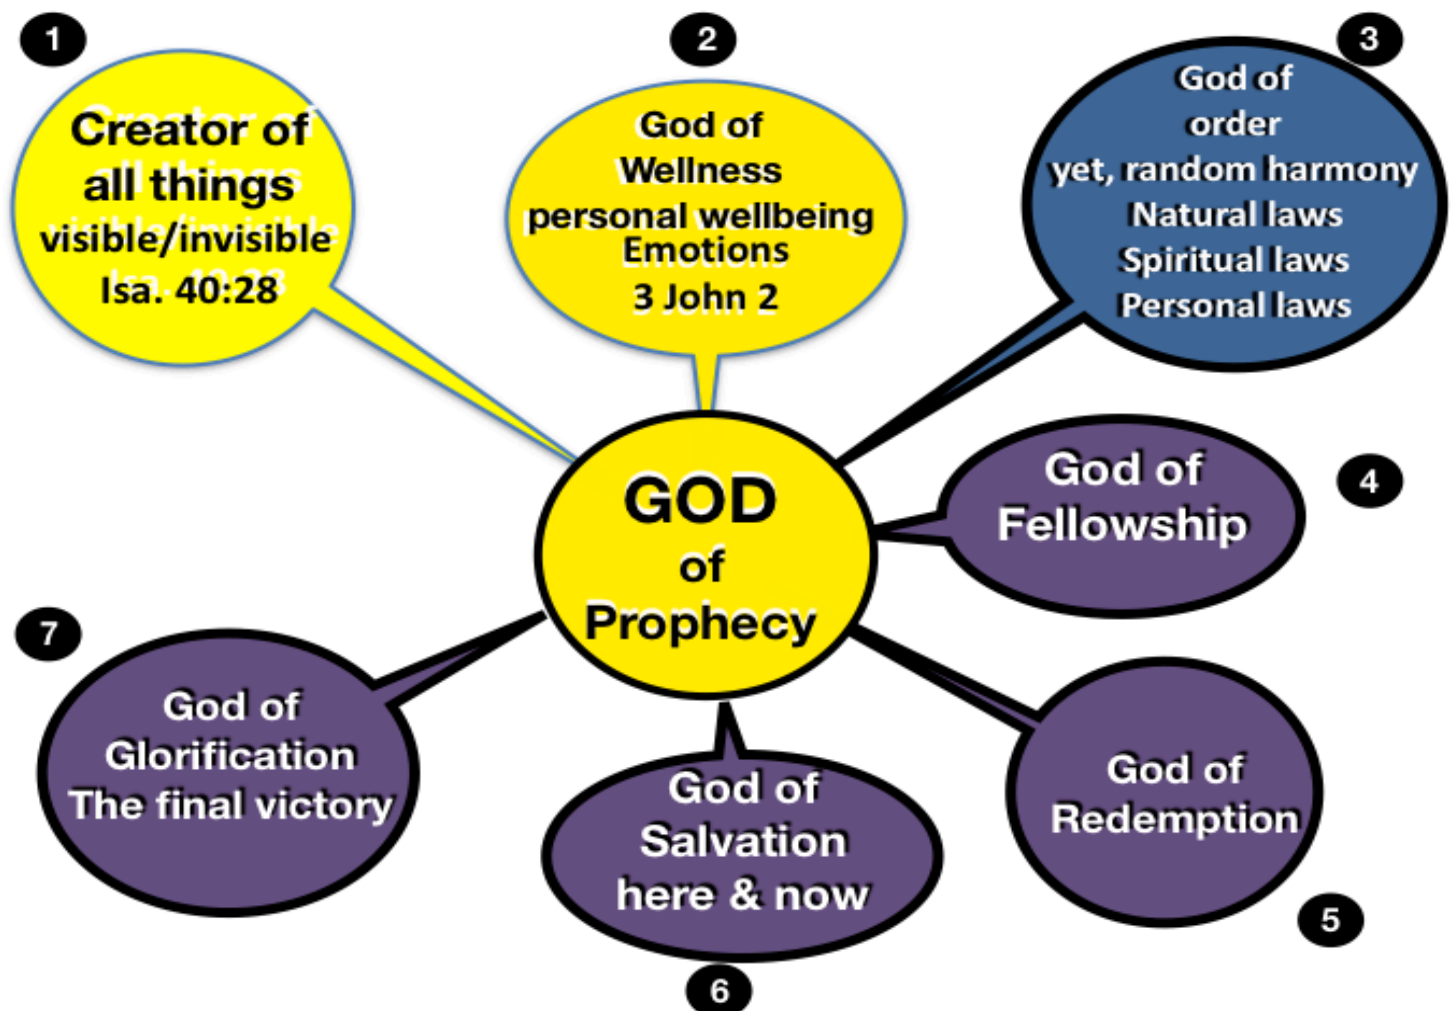 1
Creator of
all things
visible/invisible
Isa. 40:28
2
God of
Wellness
personal wellbeing
Emotions
3 John 2
3
God of
order
yet, random harmony
Natural laws
Spiritual laws
Personal laws
GOD
of
Prophecy
4
God of
Fellowship
5
God of
Redemption
6
God of
Salvation
here & now
7
God of
Glorification
The final victory